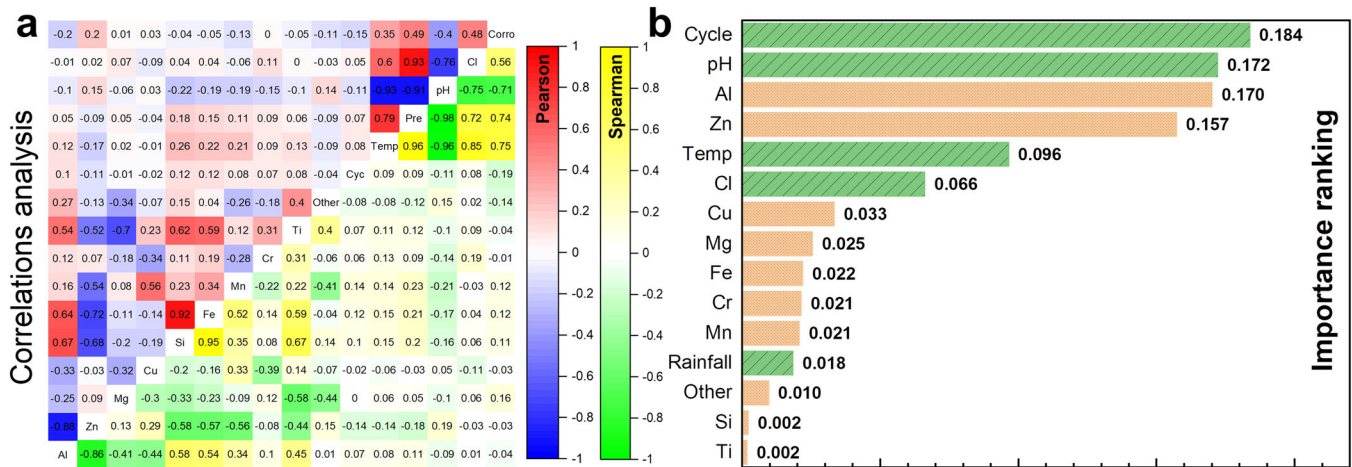 a
Correlations analysis
-0.2 0.2 0.01 0.03 -0.04 -0.05 -0.13 0 -0.05 -0.11 -0.15 0.35 0.49 -0.4 0.48 Corro
-0.01 0.02 0.07 -0.09 0.04 0.04 -0.06 0.11 0 -0.03 0.05 0.6 0.93 -0.76 Cl 0.56
-0.1 0.15 -0.06 0.03 -0.22 -0.19 -0.19 -0.15 -0.1 0.14 -0.11 -0.93 -0.91 pH -0.75 -0.71
0.05 -0.09 0.05 -0.04 0.18 0.15 0.11 0.09 0.06 -0.09 0.07 0.79 Pre -0.98 0.72 0.74
0.12 -0.17 0.02 -0.01 0.26 0.22 0.21 0.09 0.13 -0.09 0.08 Temp 0.96 -0.96 0.85 0.75
0.1 -0.11 -0.01 -0.02 0.12 0.12 0.08 0.07 0.08 -0.04 Cyc 0.09 0.09 -0.11 0.08 -0.19
0.27 -0.13 -0.34 -0.07 0.15 0.04 -0.26 -0.18 0.4 Other -0.08 -0.08 -0.12 0.15 0.02 -0.14
0.54 -0.52 -0.7 0.23 0.62 0.59 0.12 0.31 Ti 0.4 0.07 0.11 0.12 -0.1 0.09 -0.04
0.12 0.07 -0.18 -0.34 0.11 0.19 -0.28 Cr 0.31 -0.06 0.06 0.13 0.09 -0.14 0.19 -0.01
0.16 -0.54 0.08 0.56 0.23 0.34 Mn -0.22 0.22 -0.41 0.14 0.14 0.23 -0.21 -0.03 0.12
0.64 -0.72 -0.11 -0.14 0.92 Fe 0.52 0.14 0.59 -0.04 0.12 0.15 0.21 -0.17 0.04 0.12
0.67 -0.68 -0.2 -0.19 Si 0.95 0.35 0.08 0.67 0.14 0.1 0.15 0.2 -0.16 0.06 0.11
-0.33 -0.03 -0.32 Cu -0.2 -0.16 0.33 -0.39 0.14 -0.07 -0.02 -0.06 -0.03 0.05 -0.11 -0.03
-0.25 0.09 Mg -0.3 -0.33 -0.23 -0.09 0.12 -0.58 -0.44 0 0.06 0.05 -0.1 0.06 0.16
-0.88 Zn 0.13 0.29 -0.58 -0.57 -0.56 -0.08 -0.44 0.15 -0.14 -0.14 -0.18 0.19 -0.03 -0.03
Al -0.86 -0.41 -0.44 0.58 0.54 0.34 0.1 0.45 0.01 0.07 0.08 0.11 -0.09 0.01 -0.04
Pearson
1
0.8
0.6
0.4
0.2
0
-0.2
-0.4
-0.6
-0.8
-1
Spearman
1
0.8
0.6
0.4
0.2
0
-0.2
-0.4
-0.6
-0.8
-1
b
Cycle 0.184
pH 0.172
Al 0.170
Zn 0.157
Temp 0.096
Cl 0.066
Cu 0.033
Mg 0.025
Fe 0.022
Cr 0.021
Mn 0.021
Rainfall 0.018
Other 0.010
Si 0.002
Ti 0.002
Importance ranking